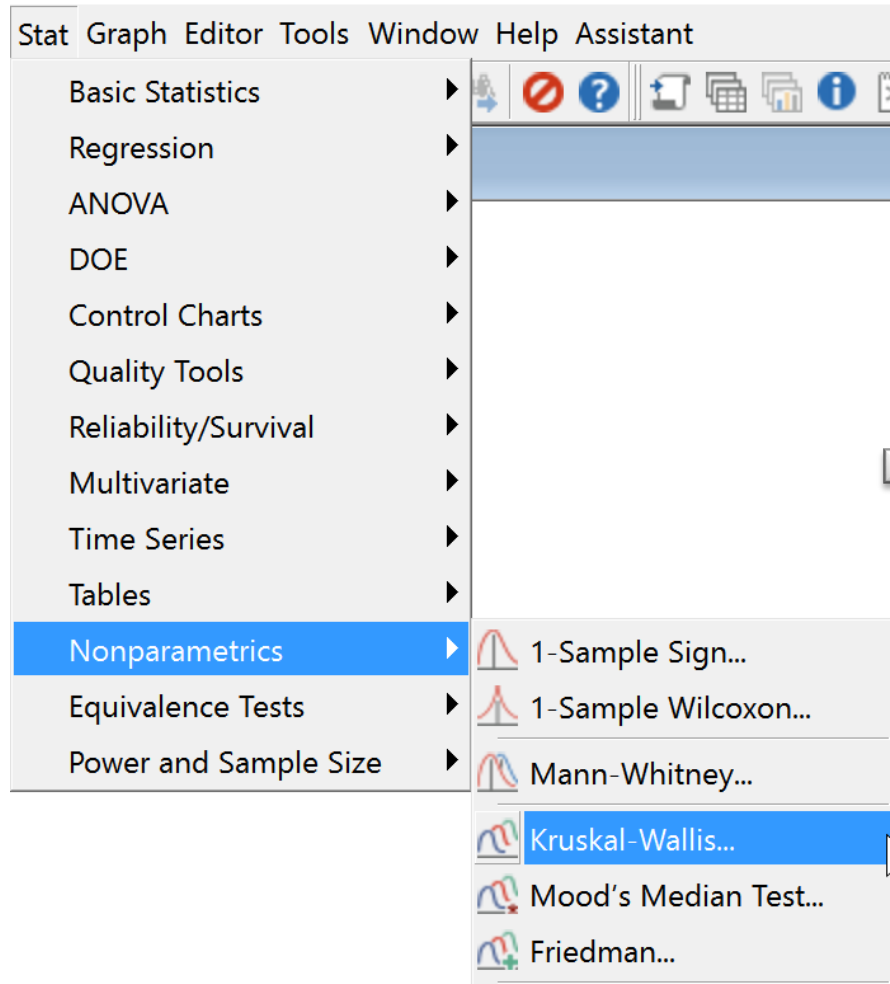 Stat Graph Editor Tools Window Help Assistant
Basic Statistics
Regression
ANOVA
DOE
Control Charts
Quality Tools
Reliability/Survival
Multivariate
Time Series
Tables
Nonparametrics
1-Sample Sign...
Equivalence Tests
1-Sample Wilcoxon...
Power and Sample Size
Mann-Whitney...
Kruskal-Wallis...
Mood's Median Test...
Friedman...